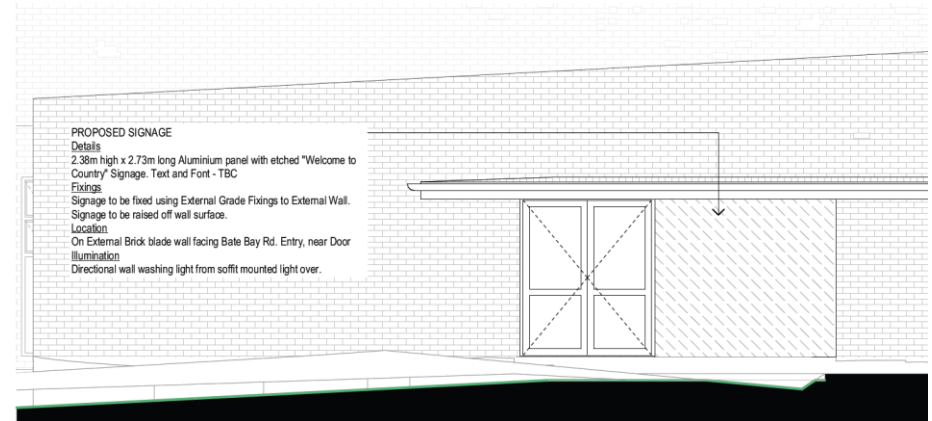 PROPOSED SIGNAGE
Details
2.38m high x 2.73m long Aluminium panel with etched "Welcome to
Country" Signage. Text and Font - TBC
Fixings
Signage to be fixed using External Grade Fixings to External Wall.
Signage to be raised off wall surface.
Location
On External Brick blade wall facing Bate Bay Rd. Entry, near Door
Illumination
Directional wall washing light from soffit mounted light over.